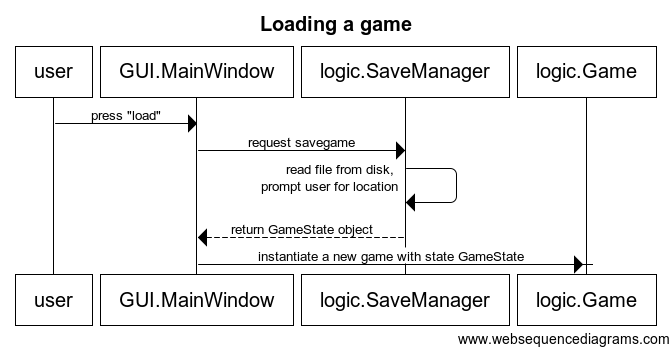 Loading a game
user
GUI.MainWindow
logic.SaveManager
logic.Game
press "load"
request savegame
read file from disk,
prompt user for location
return GameState object
instantiate a new game with state GameState
user
GUI.MainWindow
logic.SaveManager
logic.Game
www.websequencediagrams.com